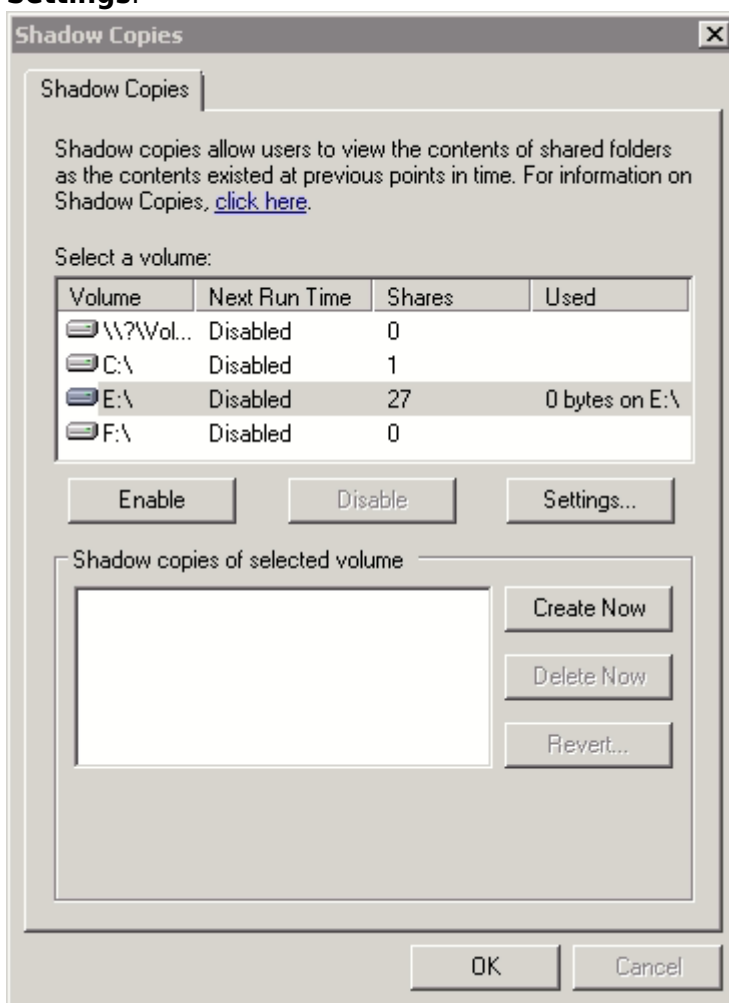 Settings.
Shadow Copies
Shadow Copies
Shadow copies allow users to view the contents of shared folders
as the contents existed at previous points in time. For information on
Shadow Copies, click here.
Select a volume:
Volume Next Run Time Shares Used
\\?\Vol... Disabled 0
C:\ Disabled 1
E:\ Disabled 27 0 bytes on E:\
F:\ Disabled 0
Enable Disable Settings...
Shadow copies of selected volume
Create Now
Delete Now
Revert...
OK Cancel